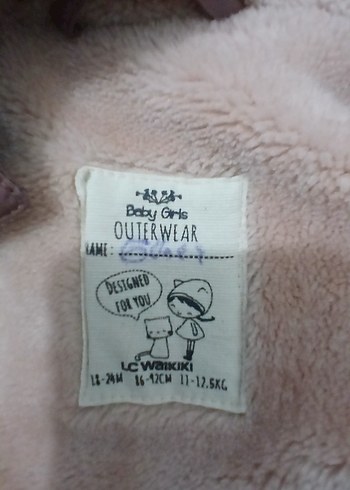 Baby Girls
OUTERWEAR
NAME:
DESIGNED
FOR YOU
LC WAIKIKI
18-24M 86-92CM 11-12.5KG